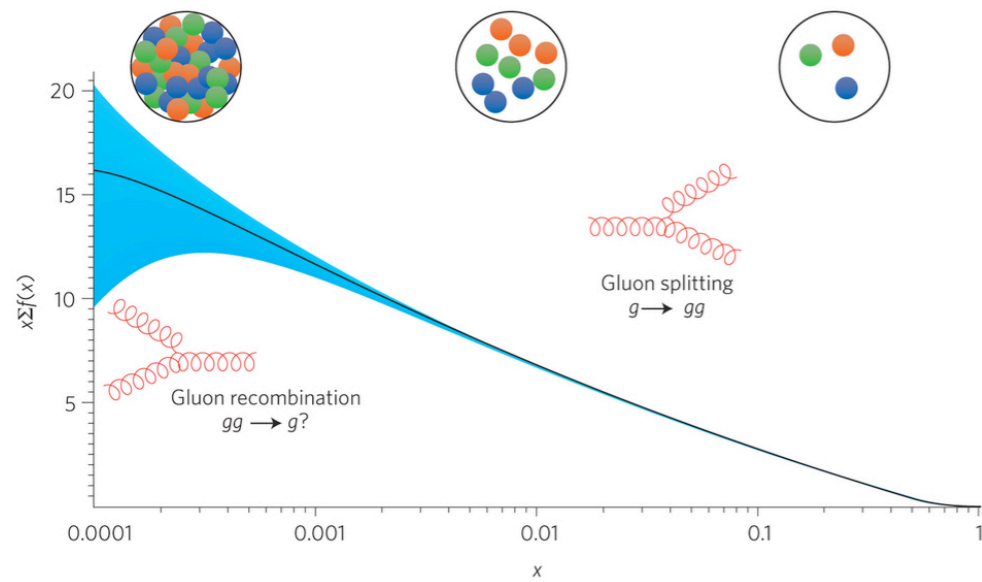 20
15
10
5
xΣf(x)
Gluon splitting
g → gg
Gluon recombination
gg → g?
0.0001
0.001
0.01
0.1
1
x